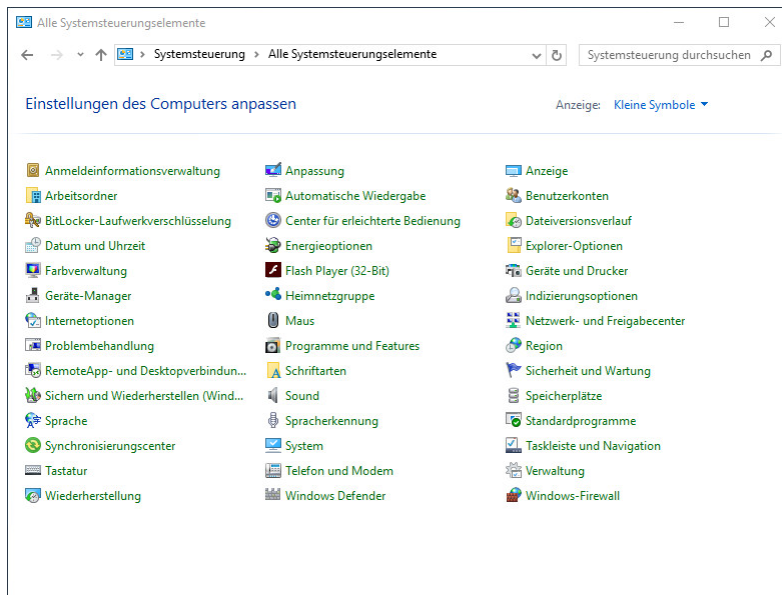 Alle Systemsteuerungselemente
Systemsteuerung > Alle Systemsteuerungselemente
Systemsteuerung durchsuchen
Einstellungen des Computers anpassen
Anzeige: Kleine Symbole
Anmeldeinformationsverwaltung Anpassung Anzeige
Arbeitsordner Automatische Wiedergabe Benutzerkonten
BitLocker-Laufwerkverschlüsselung Center für erleichterte Bedienung Dateiversionsverlauf
Datum und Uhrzeit Energieoptionen Explorer-Optionen
Farbverwaltung Flash Player (32-Bit) Geräte und Drucker
Geräte-Manager Heimnetzgruppe Indizierungsoptionen
Internetoptionen Maus Netzwerk- und Freigabecenter
Problembehandlung Programme und Features Region
RemoteApp- und Desktopverbindun... Schriftarten Sicherheit und Wartung
Sichern und Wiederherstellen (Wind... Sound Speicherplätze
Sprache Spracherkennung Standardprogramme
Synchronisierungscenter System Taskleiste und Navigation
Tastatur Telefon und Modem Verwaltung
Wiederherstellung Windows Defender Windows-Firewall